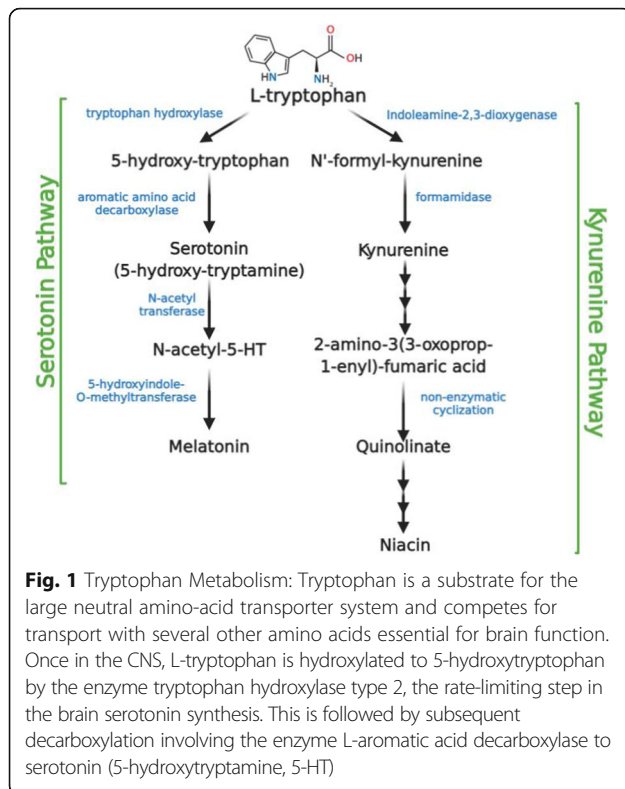 O
OH
HN
NH2
L-tryptophan
tryptophan hydroxylase
Indoleamine-2,3-dioxygenase
5-hydroxy-tryptophan
N'-formyl-kynurenine
aromatic amino acid
decarboxylase
formamidase
Serotonin
(5-hydroxy-tryptamine)
Kynurenine
N-acetyl
transferase
N-acetyl-5-HT
2-amino-3(3-oxoprop-
1-enyl)-fumaric acid
5-hydroxyindole-
O-methyltransferase
non-enzymatic
cyclization
Melatonin
Quinolinate
Niacin
Serotonin Pathway
Kynurenine Pathway
Fig. 1 Tryptophan Metabolism: Tryptophan is a substrate for the
large neutral amino-acid transporter system and competes for
transport with several other amino acids essential for brain function.
Once in the CNS, L-tryptophan is hydroxylated to 5-hydroxytryptophan
by the enzyme tryptophan hydroxylase type 2, the rate-limiting step in
the brain serotonin synthesis. This is followed by subsequent
decarboxylation involving the enzyme L-aromatic acid decarboxylase to
serotonin (5-hydroxytryptamine, 5-HT)